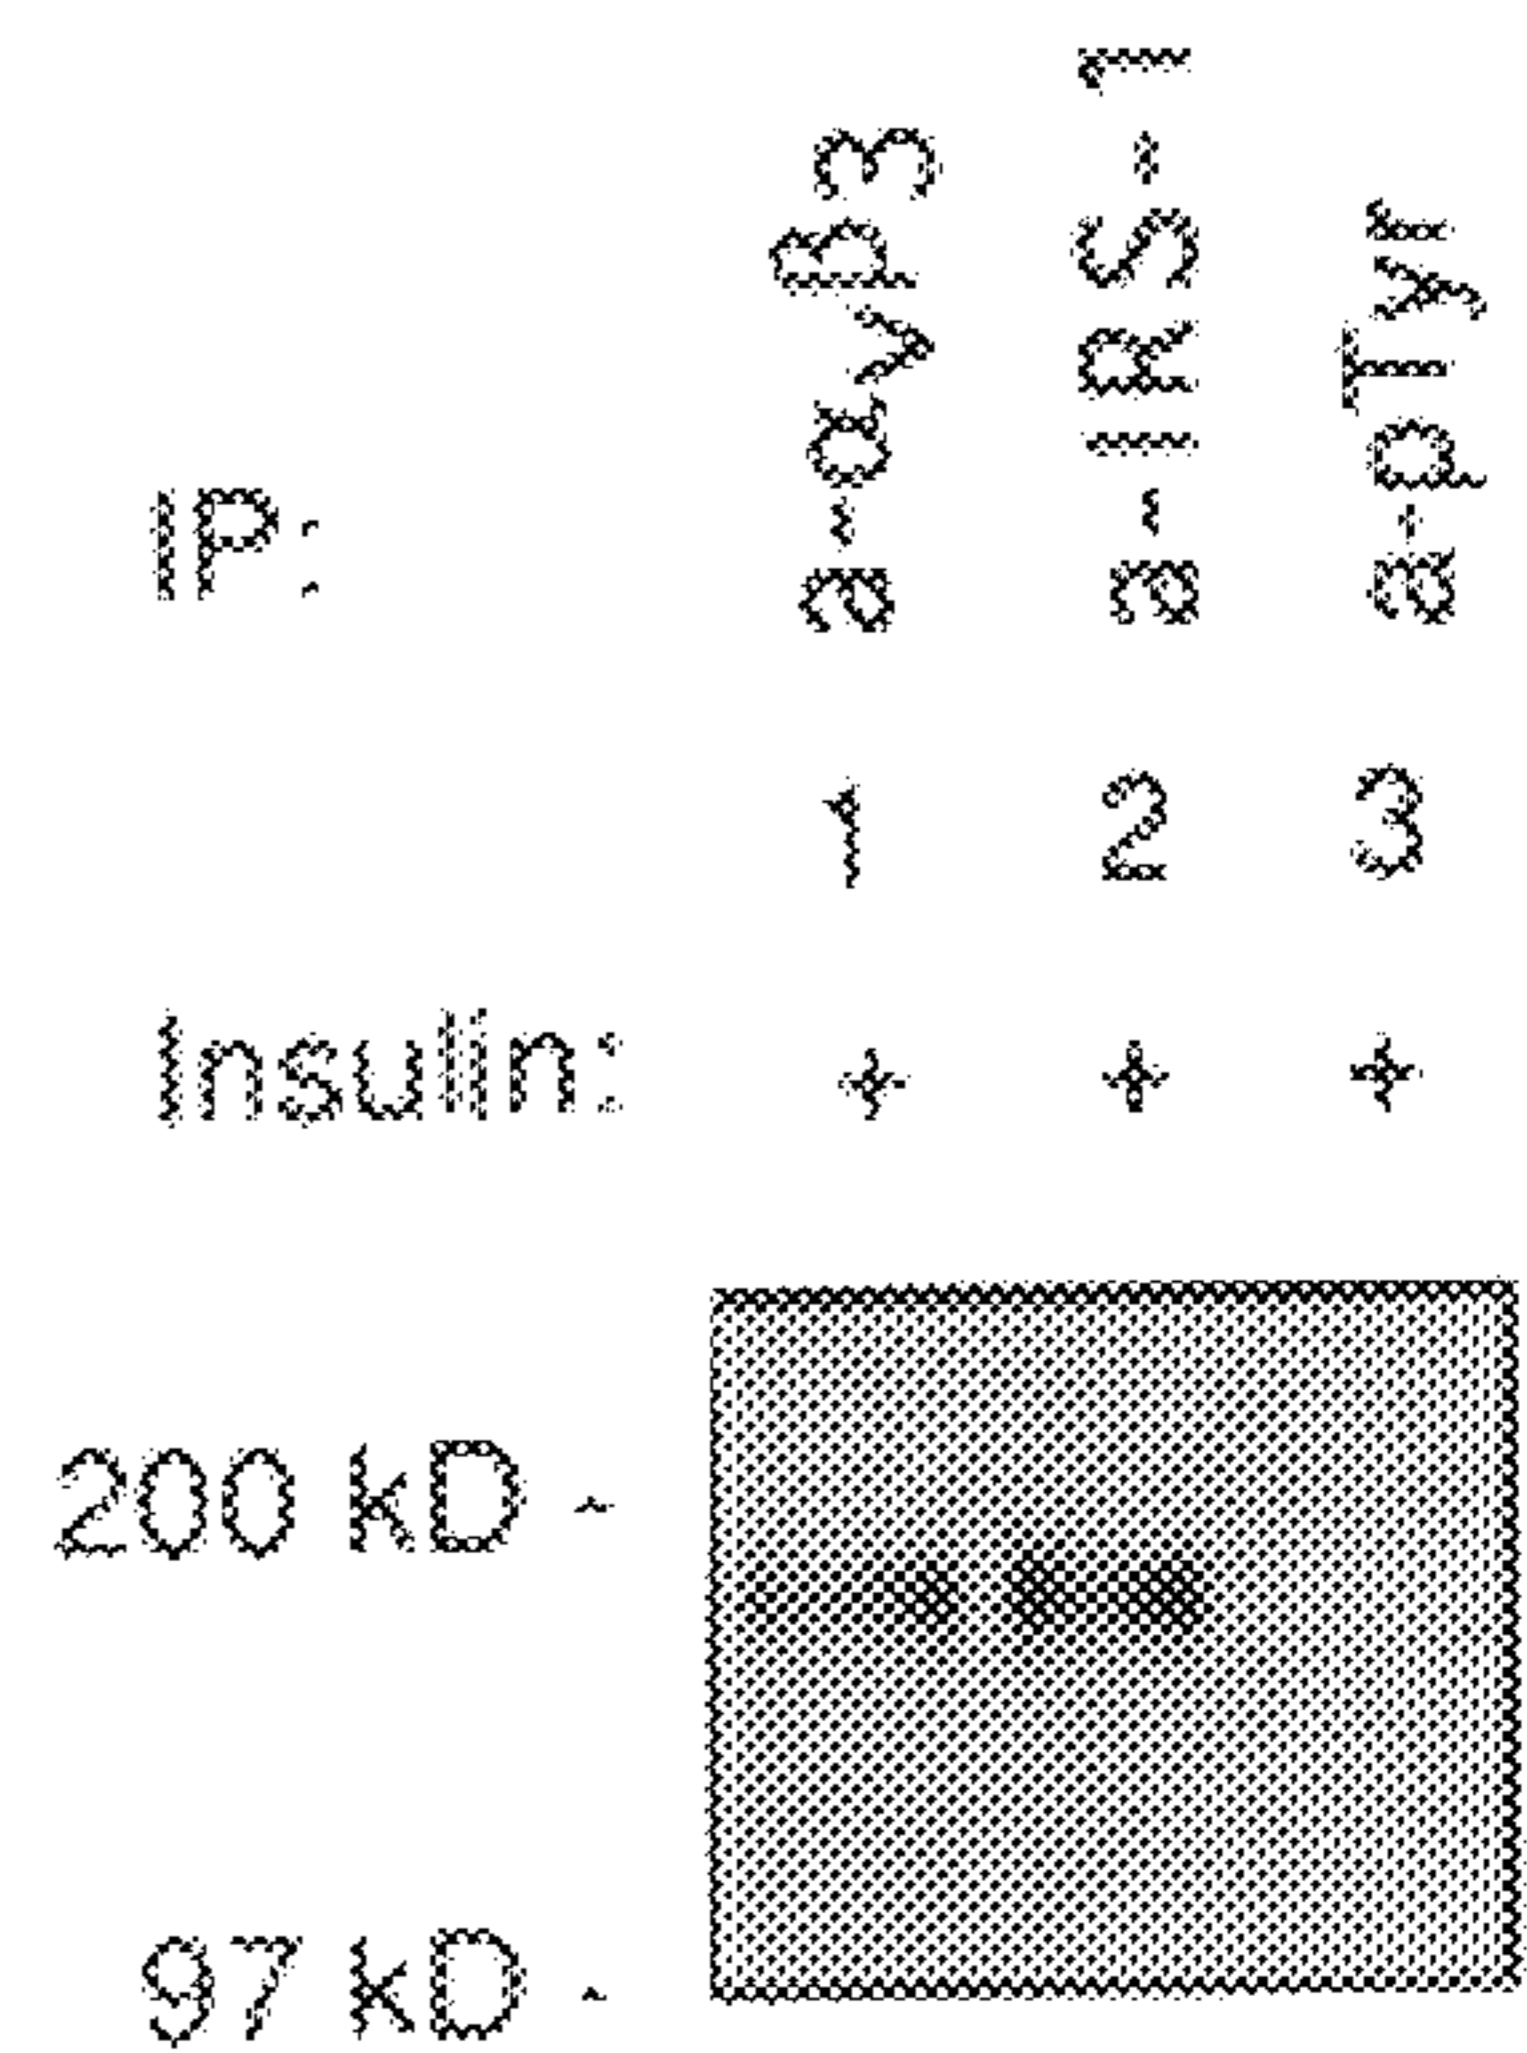 IP: a-αvβ3 a-IRS-1 a-pTyr
1 2 3
Insulin: + + +
200 kD -
97 kD -